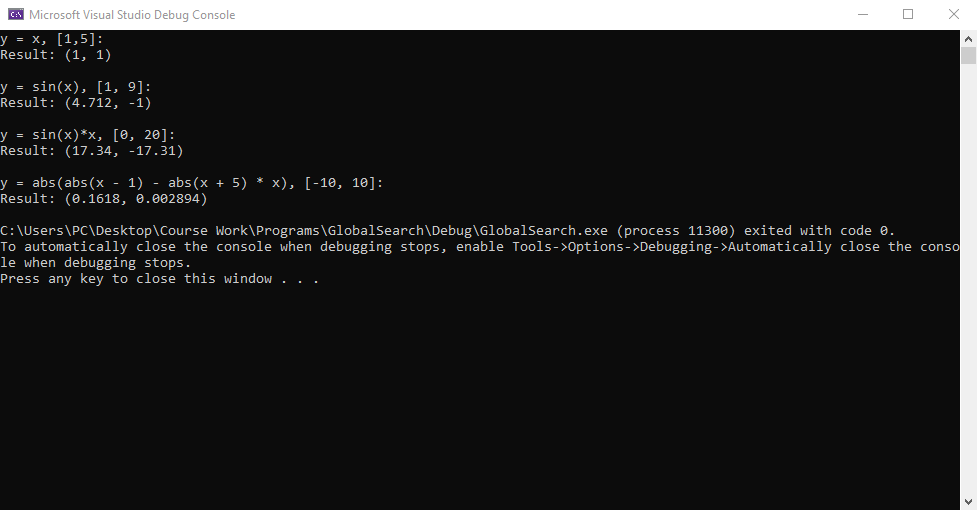 Microsoft Visual Studio Debug Console
y = x, [1,5]:
Result: (1, 1)
y = sin(x), [1, 9]:
Result: (4.712, -1)
y = sin(x)*x, [0, 20]:
Result: (17.34, -17.31)
y = abs(abs(x - 1) - abs(x + 5) * x), [-10, 10]:
Result: (0.1618, 0.002894)
C:\Users\PC\Desktop\Course Work\Programs\GlobalSearch\Debug\GlobalSearch.exe (process 11300) exited with code 0.
To automatically close the console when debugging stops, enable Tools->Options->Debugging->Automatically close the conso
le when debugging stops.
Press any key to close this window . . .